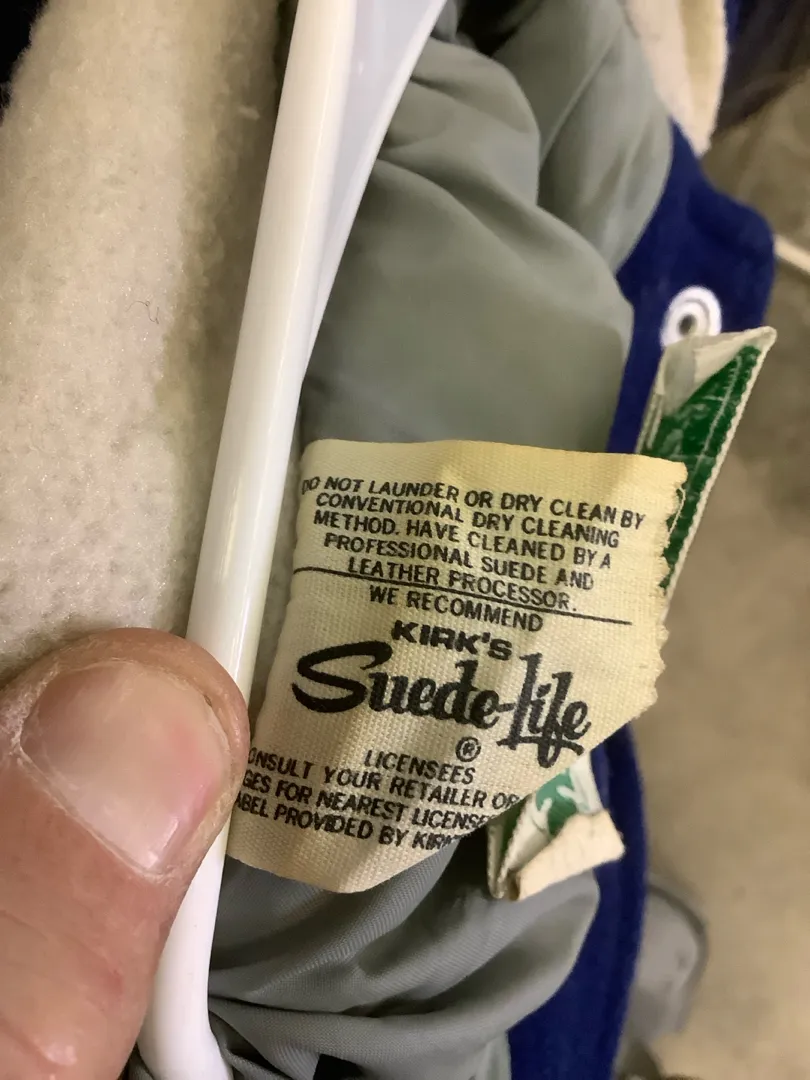 DO NOT LAUNDER OR DRY CLEAN BY
CONVENTIONAL DRY CLEANING
METHOD. HAVE CLEANED BY A
PROFESSIONAL SUEDE AND
LEATHER PROCESSOR.
WE RECOMMEND
KIRK'S
Suede-Life
®
LICENSEES
ONSULT YOUR RETAILER OR
GES FOR NEAREST LICENSE
ABEL PROVIDED BY KIRK